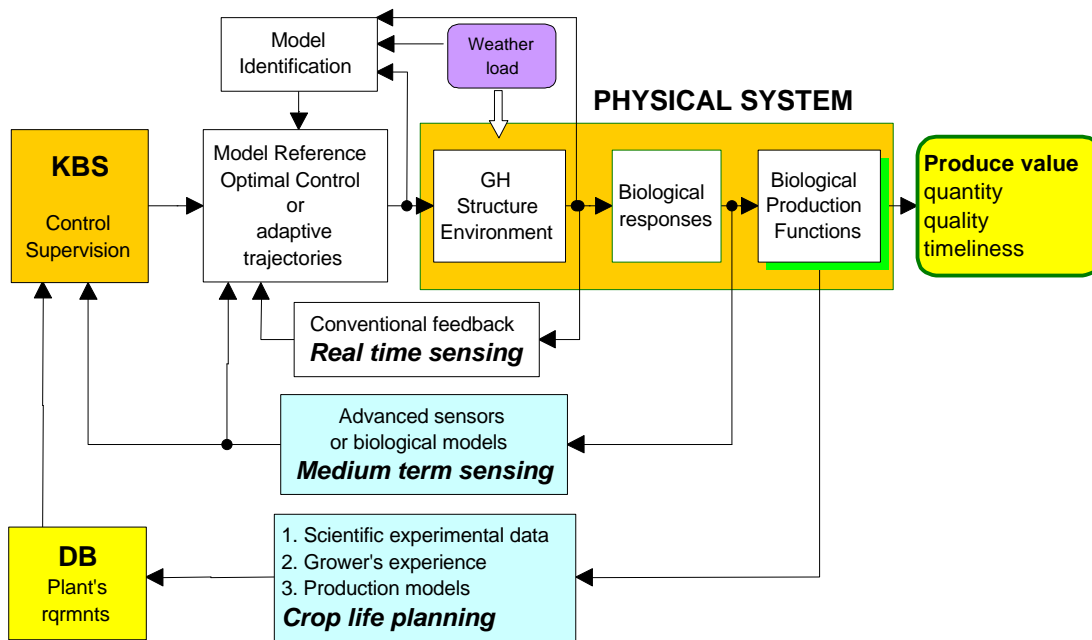 Model
Identification
Weather
load
PHYSICAL SYSTEM
KBS
Control
Supervision
Model Reference
Optimal Control
or
adaptive
trajectories
GH
Structure
Environment
Biological
responses
Biological
Production
Functions
Produce value
quantity
quality
timeliness
Conventional feedback
Real time sensing
Advanced sensors
or biological models
Medium term sensing
DB
Plant's
rqrmnts
1. Scientific experimental data
2. Grower's experience
3. Production models
Crop life planning